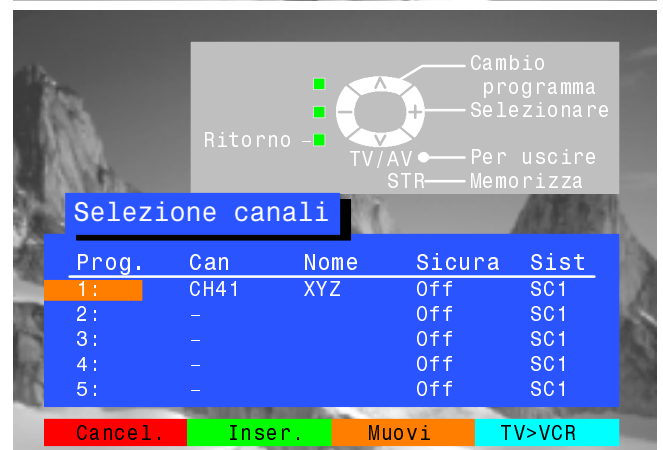 Cambio
programma
Selezionare
Ritorno
TV/AV Per uscire
STR Memorizza
Selezione canali
Prog. Can Nome Sicura Sist
1: CH41 XYZ Off SC1
2: – Off SC1
3: – Off SC1
4: – Off SC1
5: – Off SC1
Cancel. Inser. Muovi TV>VCR